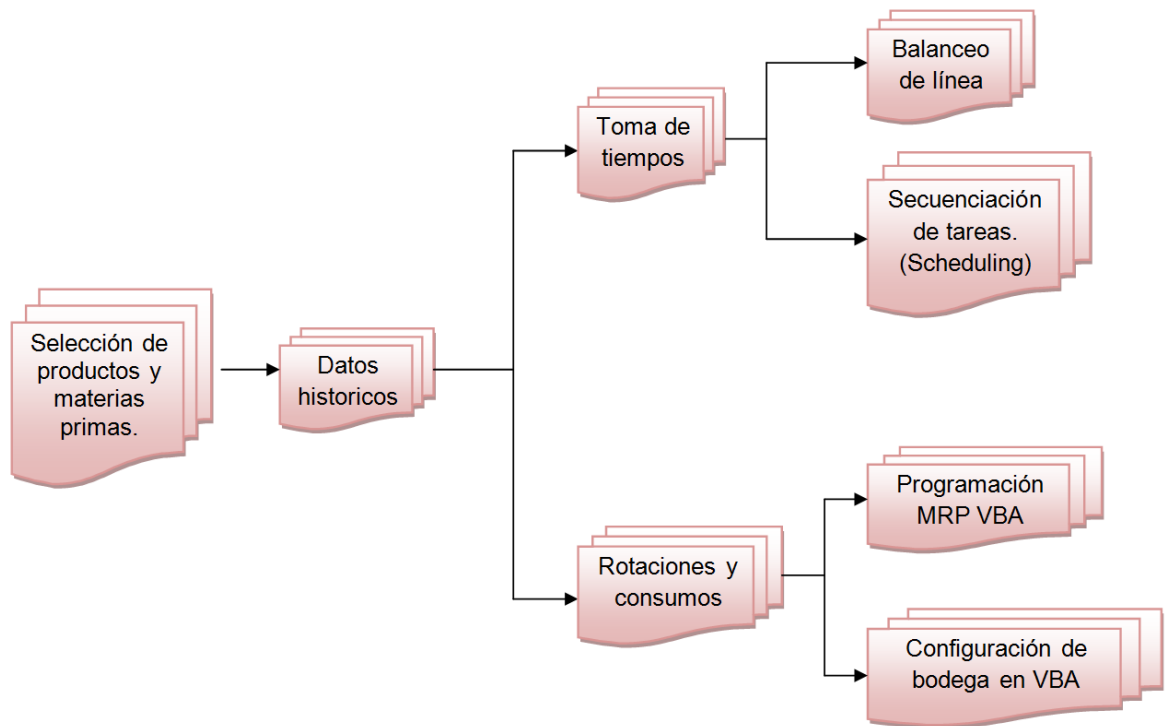 Selección de
productos y
materias
primas.
Datos
historicos
Toma de
tiempos
Balanceo
de línea
Secuenciación
de tareas.
(Scheduling)
Rotaciones y
consumos
Programación
MRP VBA
Configuración de
bodega en VBA